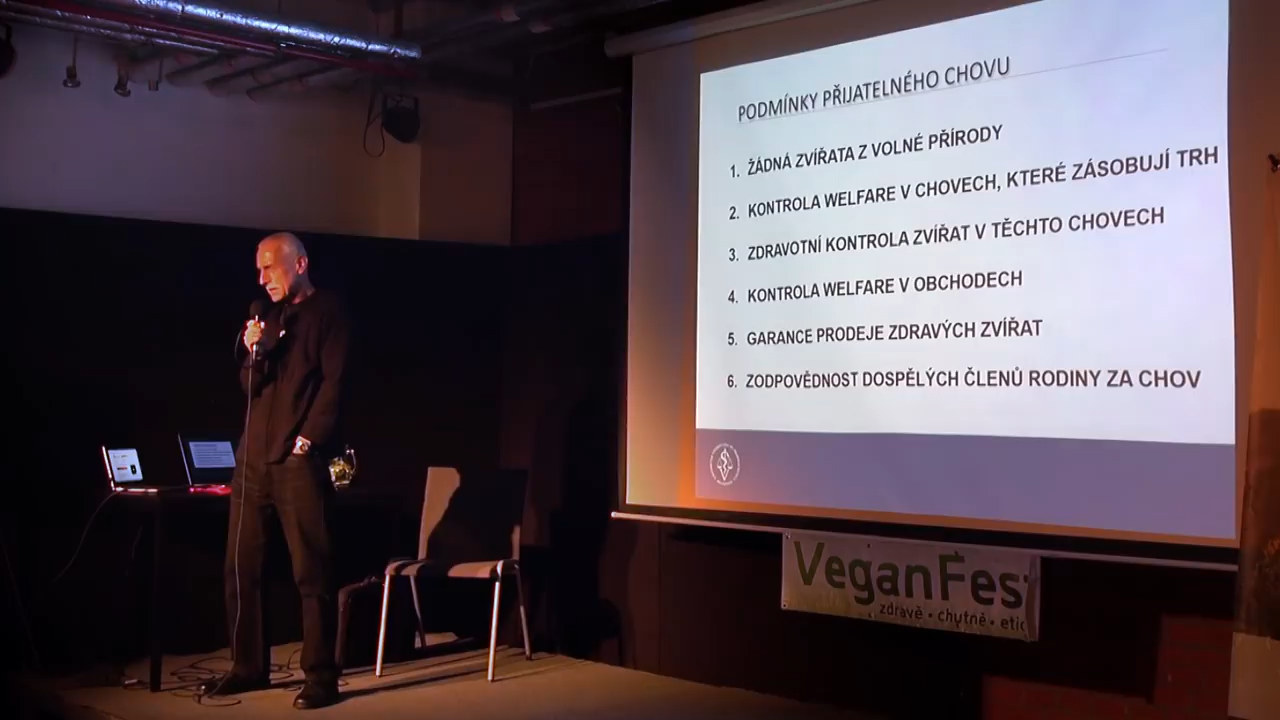 PODMÍNKY PŘIJATELNÉHO CHOVU
1. ŽÁDNÁ ZVÍŘATA Z VOLNÉ PŘÍRODY
2. KONTROLA WELFARE V CHOVECH, KTERÉ ZÁSOBUJÍ TRH
3. ZDRAVOTNÍ KONTROLA ZVÍŘAT V TĚCHTO CHOVECH
4. KONTROLA WELFARE V OBCHODECH
5. GARANCE PRODEJE ZDRAVÝCH ZVÍŘAT
6. ZODPOVĚDNOST DOSPĚLÝCH ČLENŮ RODINY ZA CHOV
VeganFes
zdravě • chutně • etic